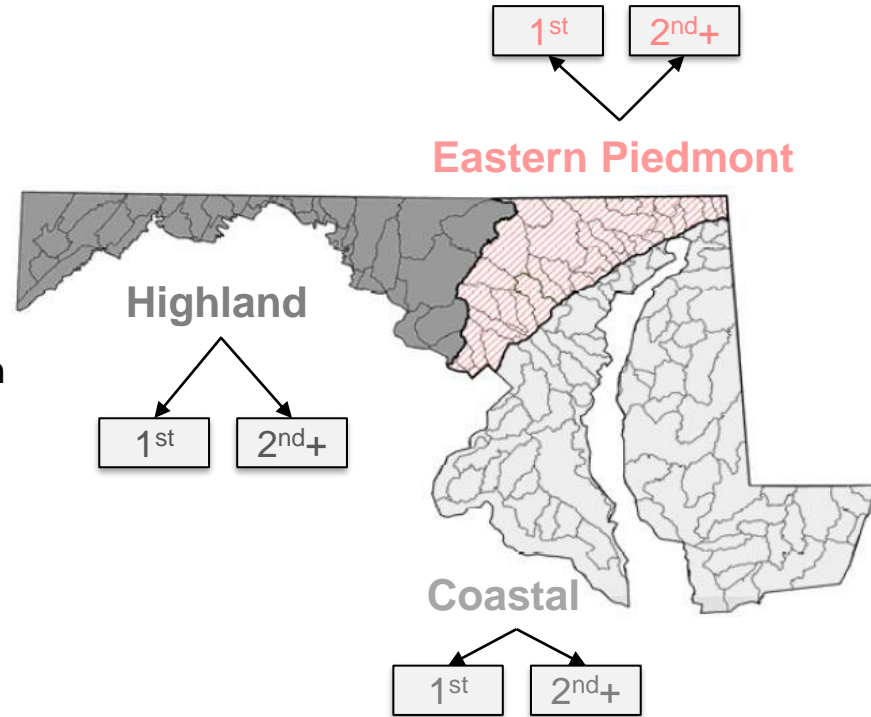 1st 2nd+
Eastern Piedmont
Highland
n
1st 2nd+
Coastal
1st 2nd+